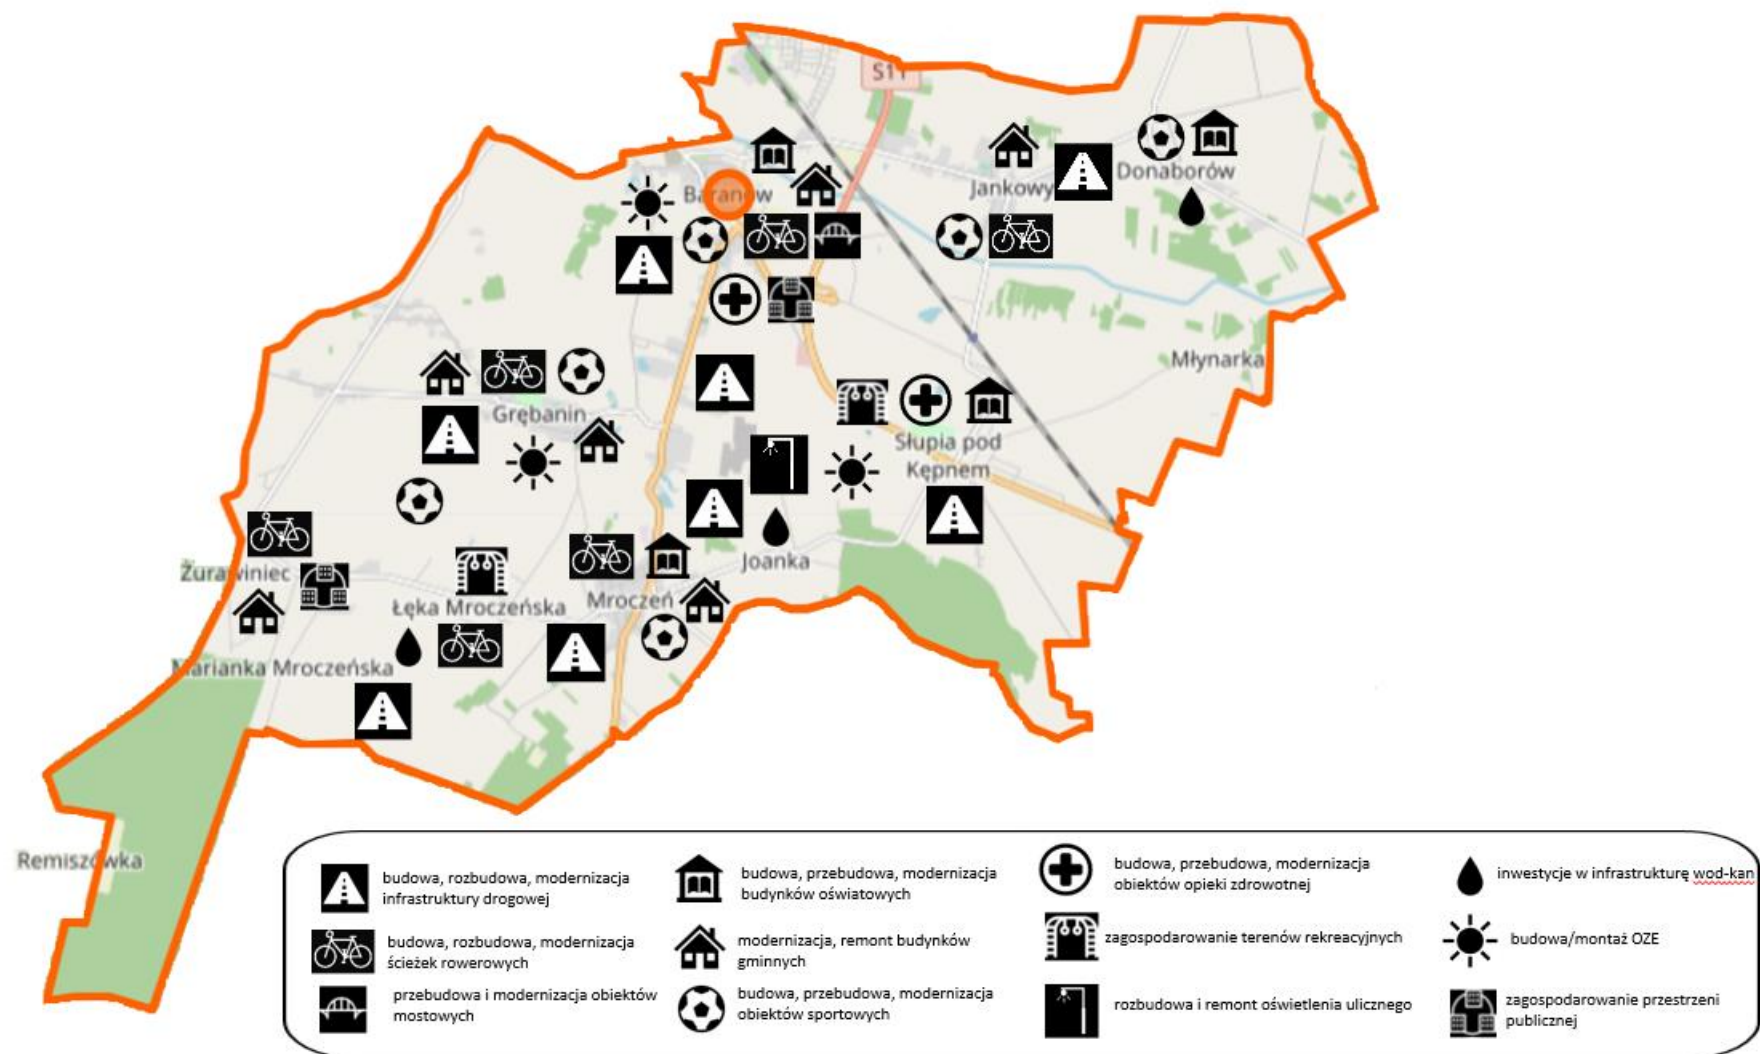 S11
Baranów
Jankowy
Donaborów
Młynarka
Grębanin
Słupia pod
Kępnem
Joanka
Żurawiniec
Łęka Mroczeńska
Mroczeń
Marianka Mroczeńska
Remiszówka
budowa, rozbudowa, modernizacja
infrastruktury drogowej
budowa, rozbudowa, modernizacja
ścieżek rowerowych
przebudowa i modernizacja obiektów
mostowych
budowa, przebudowa, modernizacja
budynków oświatowych
modernizacja, remont budynków
gminnych
budowa, przebudowa, modernizacja
obiektów sportowych
budowa, przebudowa, modernizacja
obiektów opieki zdrowotnej
zagospodarowanie terenów rekreacyjnych
rozbudowa i remont oświetlenia ulicznego
inwestycje w infrastrukturę wod-kan
budowa/montaż OZE
zagospodarowanie przestrzeni
publicznej